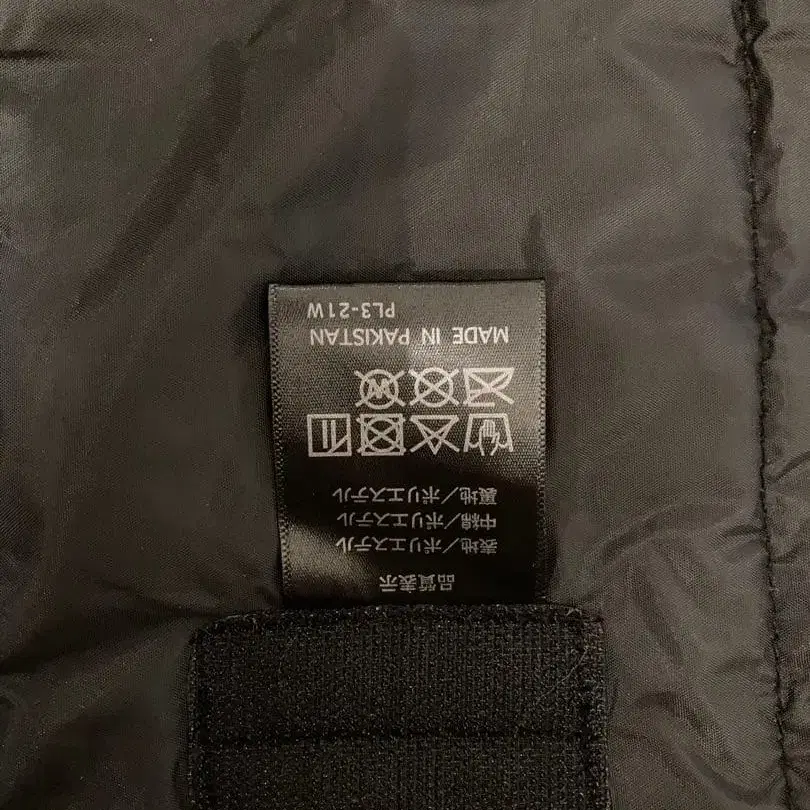 品質表示
表地/ポリエステル
中綿/ポリエステル
裏地/ポリエステル
W
MADE IN PAKISTAN
PL3-21W